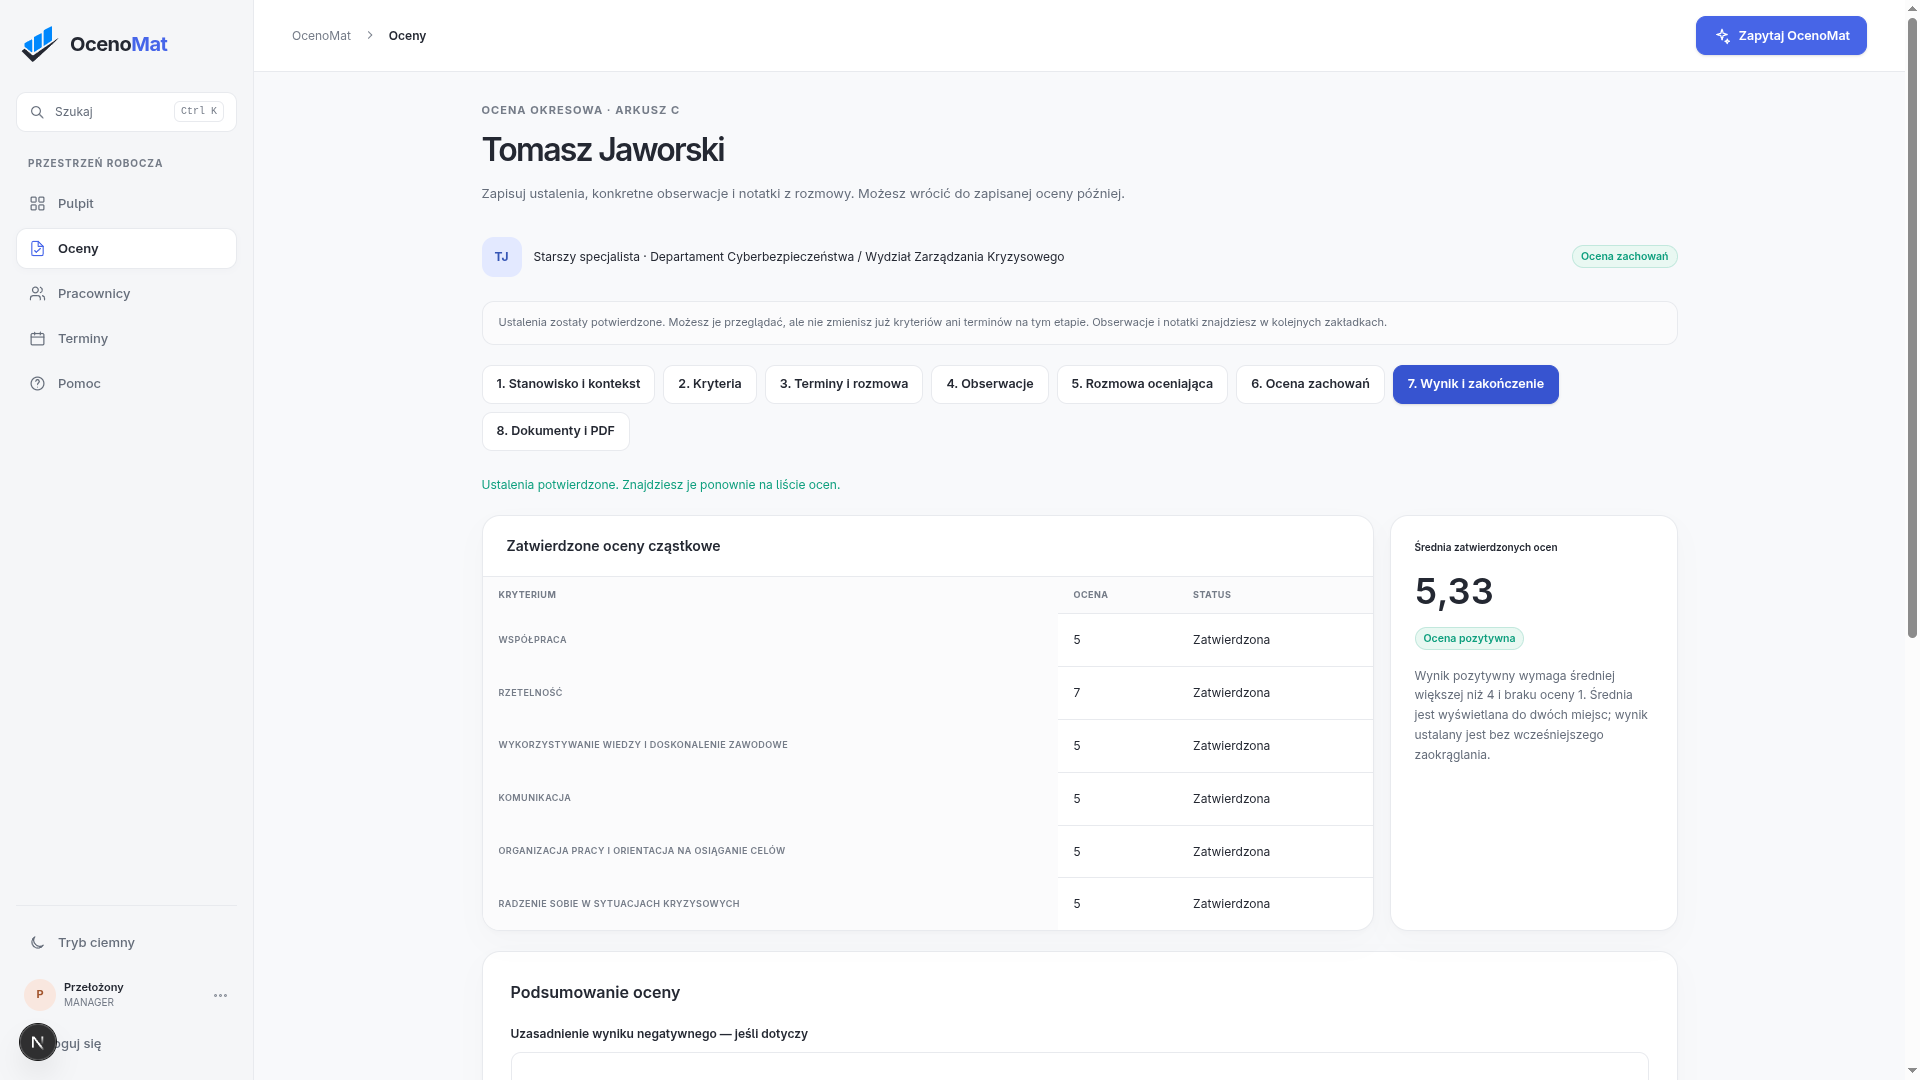 OcenoMat
Szukaj
Ctrl K
PRZESTRZEŃ ROBOCZA
Pulpit
Oceny
Pracownicy
Terminy
Pomoc
Tryb ciemny
P
Przełożony
MANAGER
N
oguj się
OcenoMat
Oceny
Zapytaj OcenoMat
OCENA OKRESOWA · ARKUSZ C
Tomasz Jaworski
Zapisuj ustalenia, konkretne obserwacje i notatki z rozmowy. Możesz wrócić do zapisanej oceny później.
TJ
Starszy specjalista · Departament Cyberbezpieczeństwa / Wydział Zarządzania Kryzysowego
Ocena zachowań
Ustalenia zostały potwierdzone. Możesz je przeglądać, ale nie zmienisz już kryteriów ani terminów na tym etapie. Obserwacje i notatki znajdziesz w kolejnych zakładkach.
1. Stanowisko i kontekst
2. Kryteria
3. Terminy i rozmowa
4. Obserwacje
5. Rozmowa oceniająca
6. Ocena zachowań
7. Wynik i zakończenie
8. Dokumenty i PDF
Ustalenia potwierdzone. Znajdziesz je ponownie na liście ocen.
Zatwierdzone oceny cząstkowe
KRYTERIUM OCENA STATUS
WSPÓŁPRACA 5 Zatwierdzona
RZETELNOŚĆ 7 Zatwierdzona
WYKORZYSTYWANIE WIEDZY I DOSKONALENIE ZAWODOWE 5 Zatwierdzona
KOMUNIKACJA 5 Zatwierdzona
ORGANIZACJA PRACY I ORIENTACJA NA OSIĄGANIE CELÓW 5 Zatwierdzona
RADZENIE SOBIE W SYTUACJACH KRYZYSOWYCH 5 Zatwierdzona
Średnia zatwierdzonych ocen
5,33
Ocena pozytywna
Wynik pozytywny wymaga średniej
większej niż 4 i braku oceny 1. Średnia
jest wyświetlana do dwóch miejsc; wynik
ustalany jest bez wcześniejszego
zaokrąglania.
Podsumowanie oceny
Uzasadnienie wyniku negatywnego — jeśli dotyczy